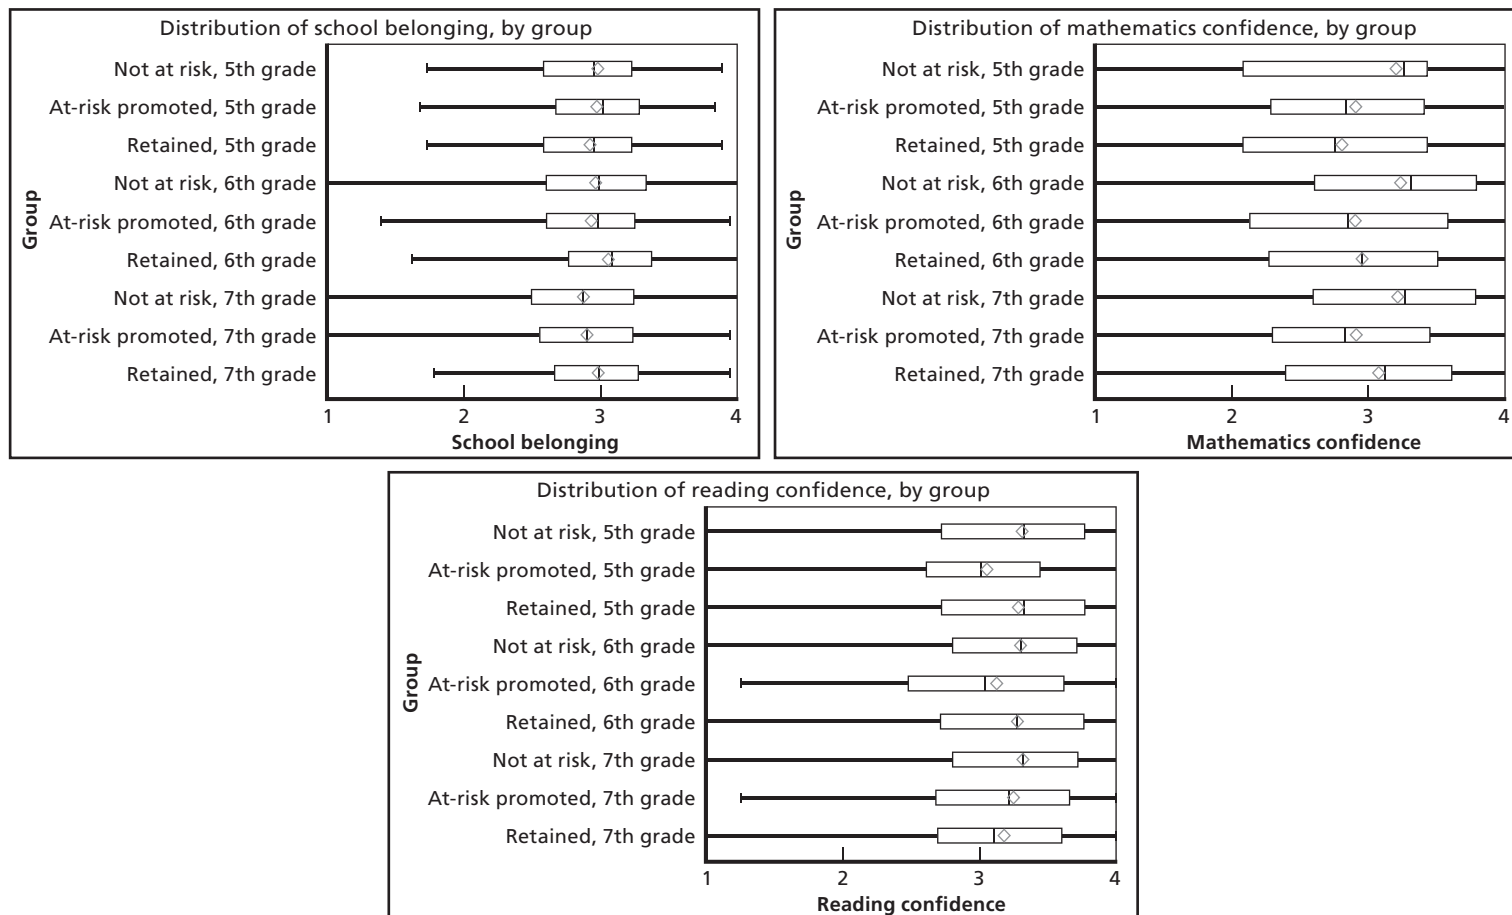 Distribution of school belonging, by group
Not at risk, 5th grade
At-risk promoted, 5th grade
Retained, 5th grade
Not at risk, 6th grade
At-risk promoted, 6th grade
Retained, 6th grade
Not at risk, 7th grade
At-risk promoted, 7th grade
Retained, 7th grade
Group
1 2 3 4
School belonging
Distribution of mathematics confidence, by group
Not at risk, 5th grade
At-risk promoted, 5th grade
Retained, 5th grade
Not at risk, 6th grade
At-risk promoted, 6th grade
Retained, 6th grade
Not at risk, 7th grade
At-risk promoted, 7th grade
Retained, 7th grade
Group
1 2 3 4
Mathematics confidence
Distribution of reading confidence, by group
Not at risk, 5th grade
At-risk promoted, 5th grade
Retained, 5th grade
Not at risk, 6th grade
At-risk promoted, 6th grade
Retained, 6th grade
Not at risk, 7th grade
At-risk promoted, 7th grade
Retained, 7th grade
Group
1 2 3 4
Reading confidence